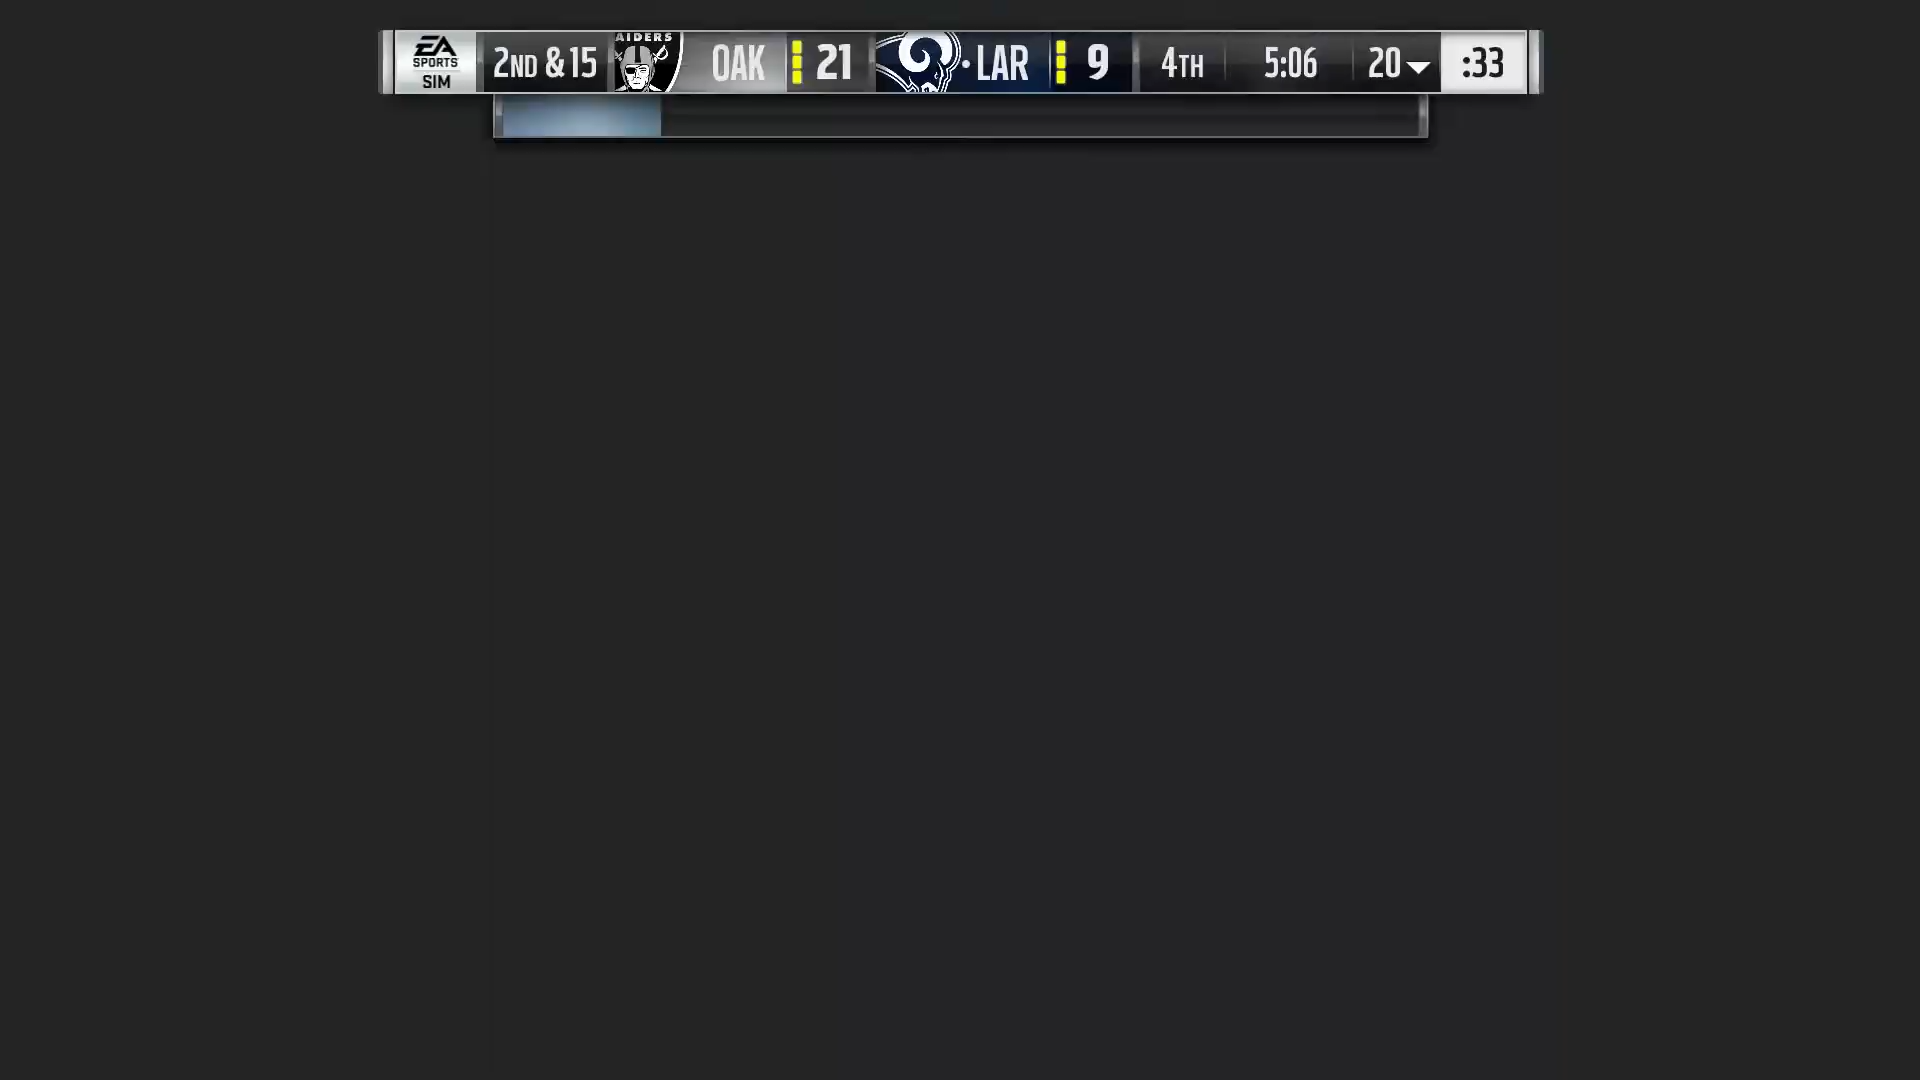 EA SPORTS SIM
2ND & 15
AIDERS
OAK 21
LAR 9
4TH
5:06
20
:33